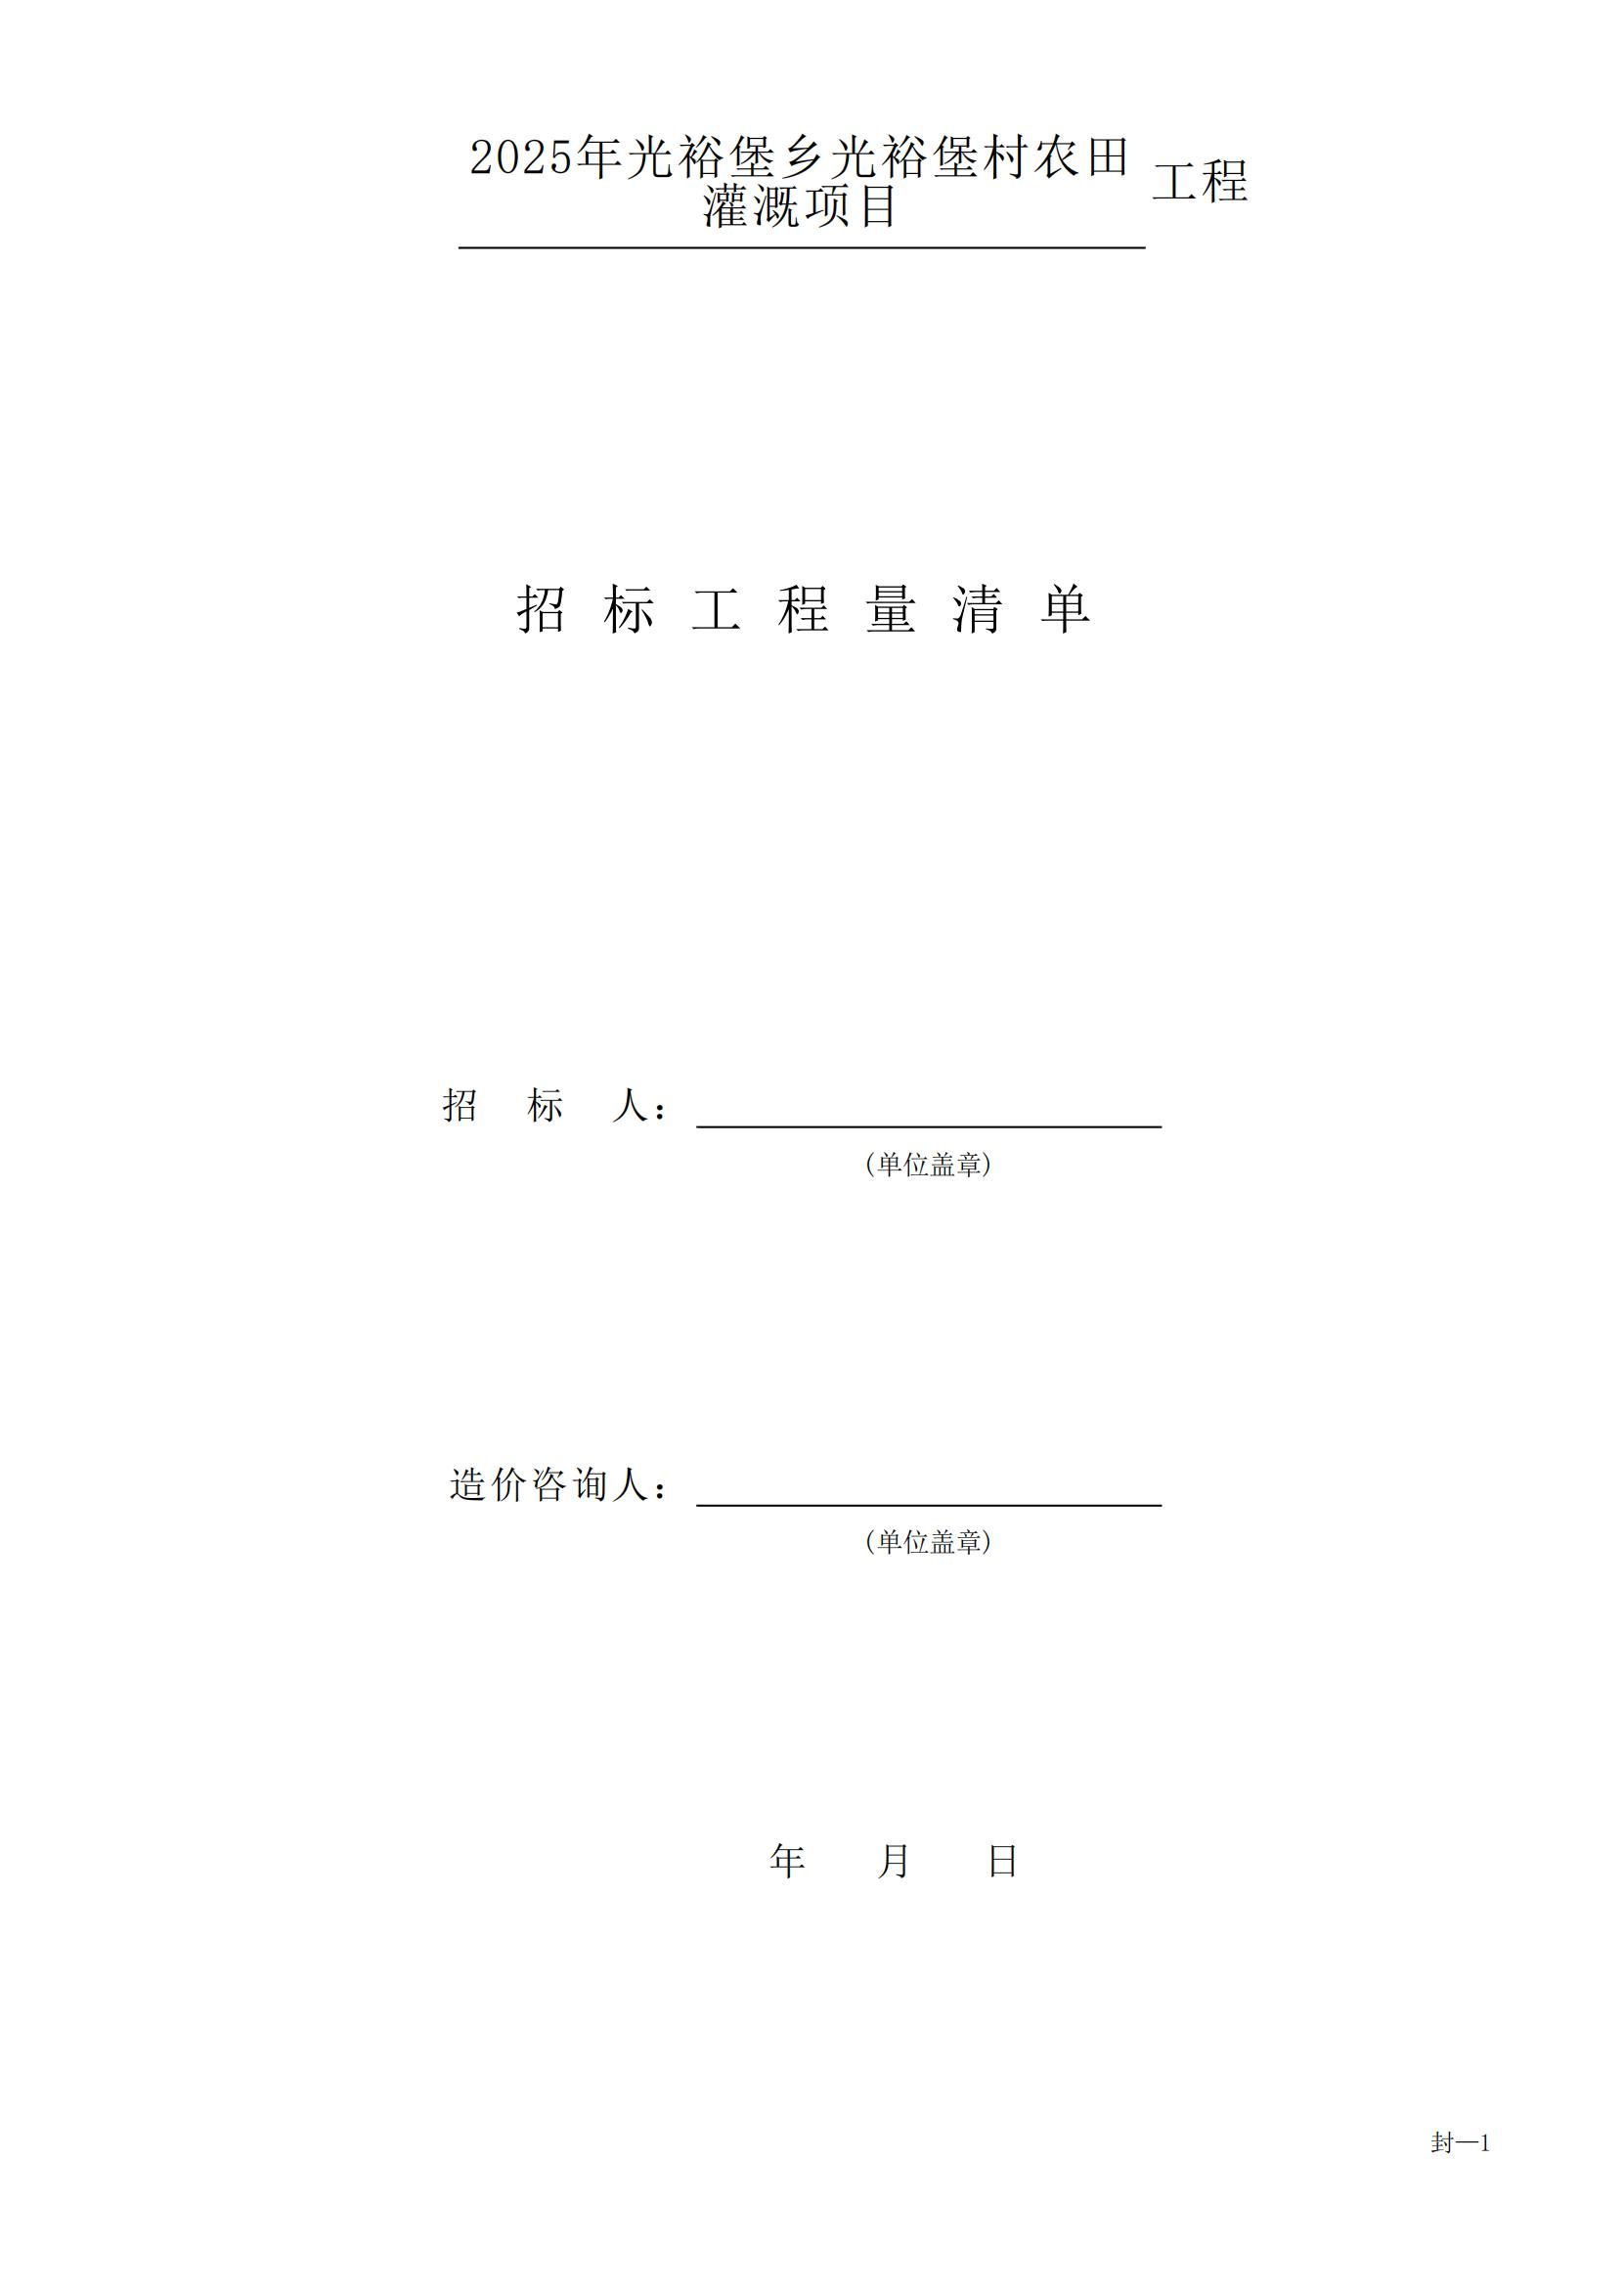 2025年光裕堡乡光裕堡村农田
灌溉项目
工程
招标工程量清单
招 标 人：
(单位盖章)
造价咨询人：
(单位盖章)
年 月 日
封—1